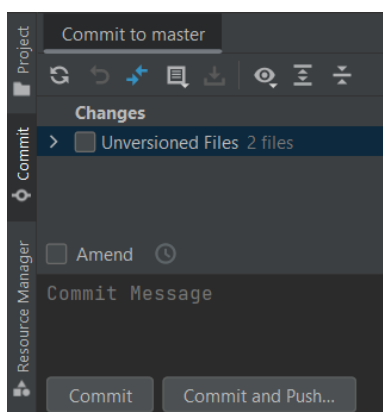 Project
Commit
Resource Manager
Commit to master
Changes
Unversioned Files 2 files
Amend
Commit Message
Commit
Commit and Push...